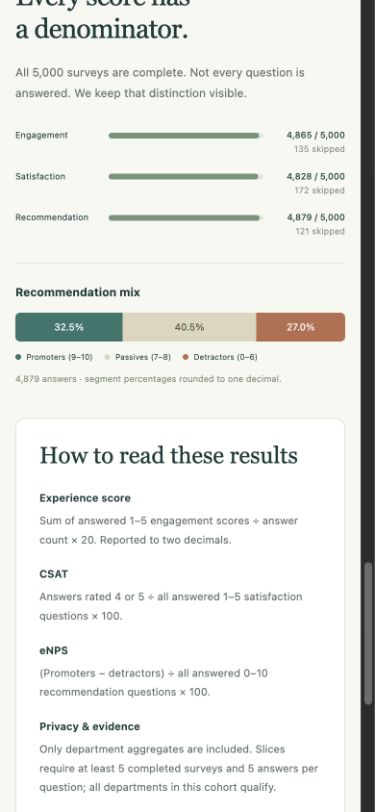 Every score has
a denominator.
All 5,000 surveys are complete. Not every question is
answered. We keep that distinction visible.
Engagement 4,865 / 5,000
135 skipped
Satisfaction 4,828 / 5,000
172 skipped
Recommendation 4,879 / 5,000
121 skipped
Recommendation mix
32.5% 40.5% 27.0%
Promoters (9–10) Passives (7–8) Detractors (0–6)
4,879 answers · segment percentages rounded to one decimal.
How to read these results
Experience score
Sum of answered 1–5 engagement scores ÷ answer
count × 20. Reported to two decimals.
CSAT
Answers rated 4 or 5 ÷ all answered 1–5 satisfaction
questions × 100.
eNPS
(Promoters − detractors) ÷ all answered 0–10
recommendation questions × 100.
Privacy & evidence
Only department aggregates are included. Slices
require at least 5 completed surveys and 5 answers per
question; all departments in this cohort qualify.